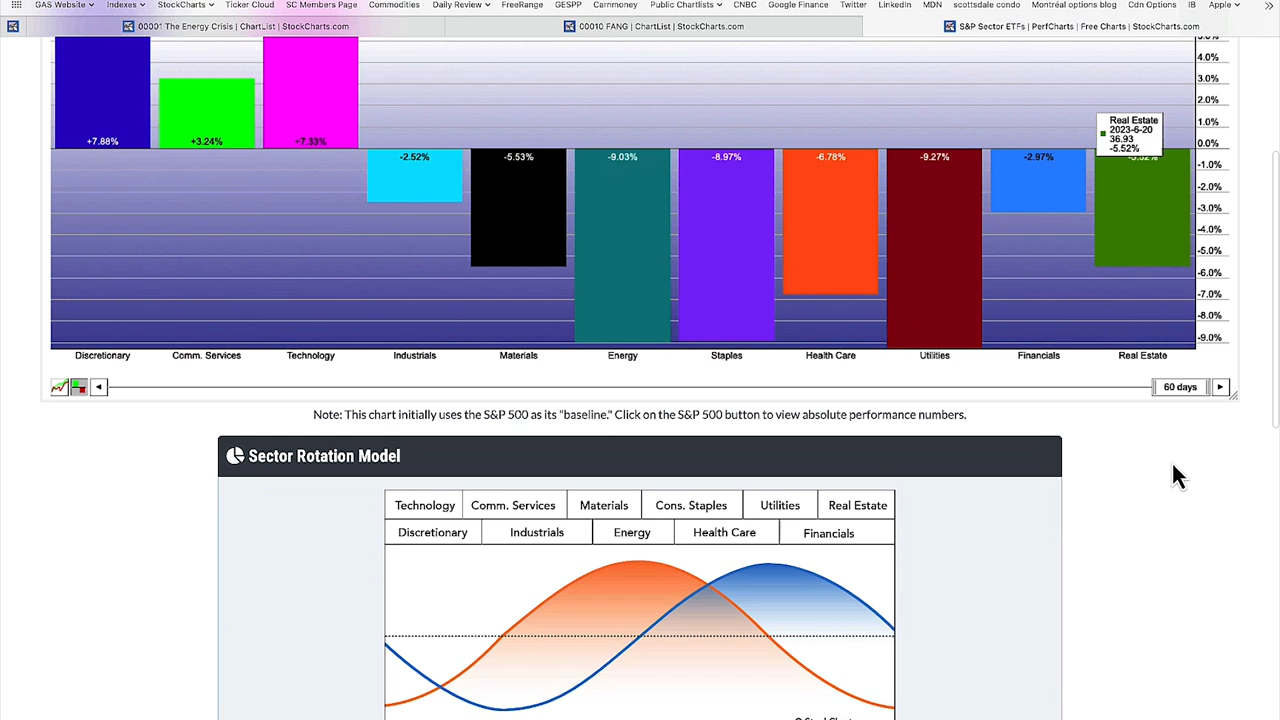 GAS Website Indexes StockCharts Ticker Cloud SC Members Page Commodities Daily Review FreeRange GESPP Carnmoney Public Chartlists CNBC Google Finance Twitter LinkedIn MDN scottsdale condo Montréal options blog Cdn Options IB Apple
00001 The Energy Crisis | ChartList | StockCharts.com
00010 FANG | ChartList | StockCharts.com
S&P Sector ETFs | PerfCharts | Free Charts | StockCharts.com
5.0%
4.0%
3.0%
2.0%
1.0%
0.0%
-1.0%
-2.0%
-3.0%
-4.0%
-5.0%
-6.0%
-7.0%
-8.0%
-9.0%
Real Estate
2023-6-20
36.93
-5.52%
+7.88% +3.24% +7.33%
-2.52% -5.53% -9.03% -8.97% -6.78% -9.27% -2.97% -5.52%
Discretionary Comm. Services Technology Industrials Materials Energy Staples Health Care Utilities Financials Real Estate
60 days
Note: This chart initially uses the S&P 500 as its "baseline." Click on the S&P 500 button to view absolute performance numbers.
Sector Rotation Model
Technology Comm. Services Materials Cons. Staples Utilities Real Estate
Discretionary Industrials Energy Health Care Financials